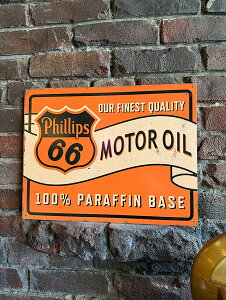 OUR FINEST QUALITY
Phillips
66
MOTOR OIL
100% PARAFFIN BASE